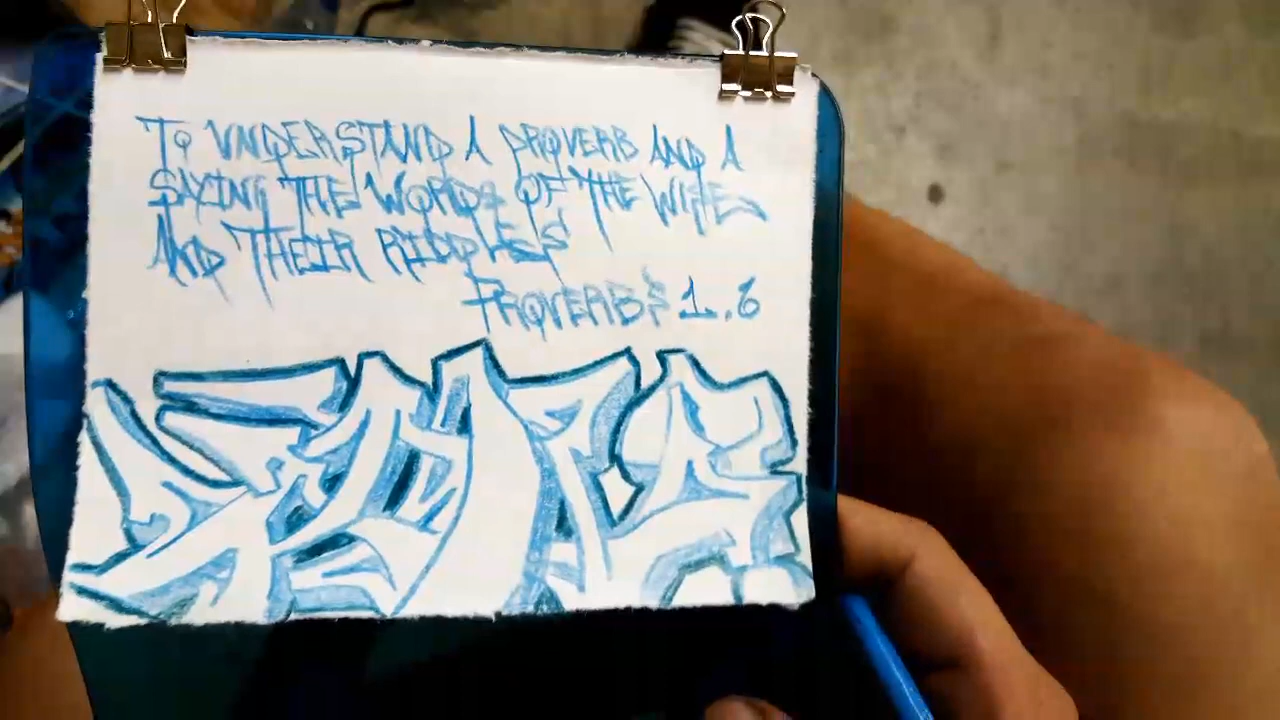 TO UNDERSTAND A PROVERB AND A
SAYING THE WORDS OF THE WISE
AND THEIR RIDDLES
PROVERBS 1.6